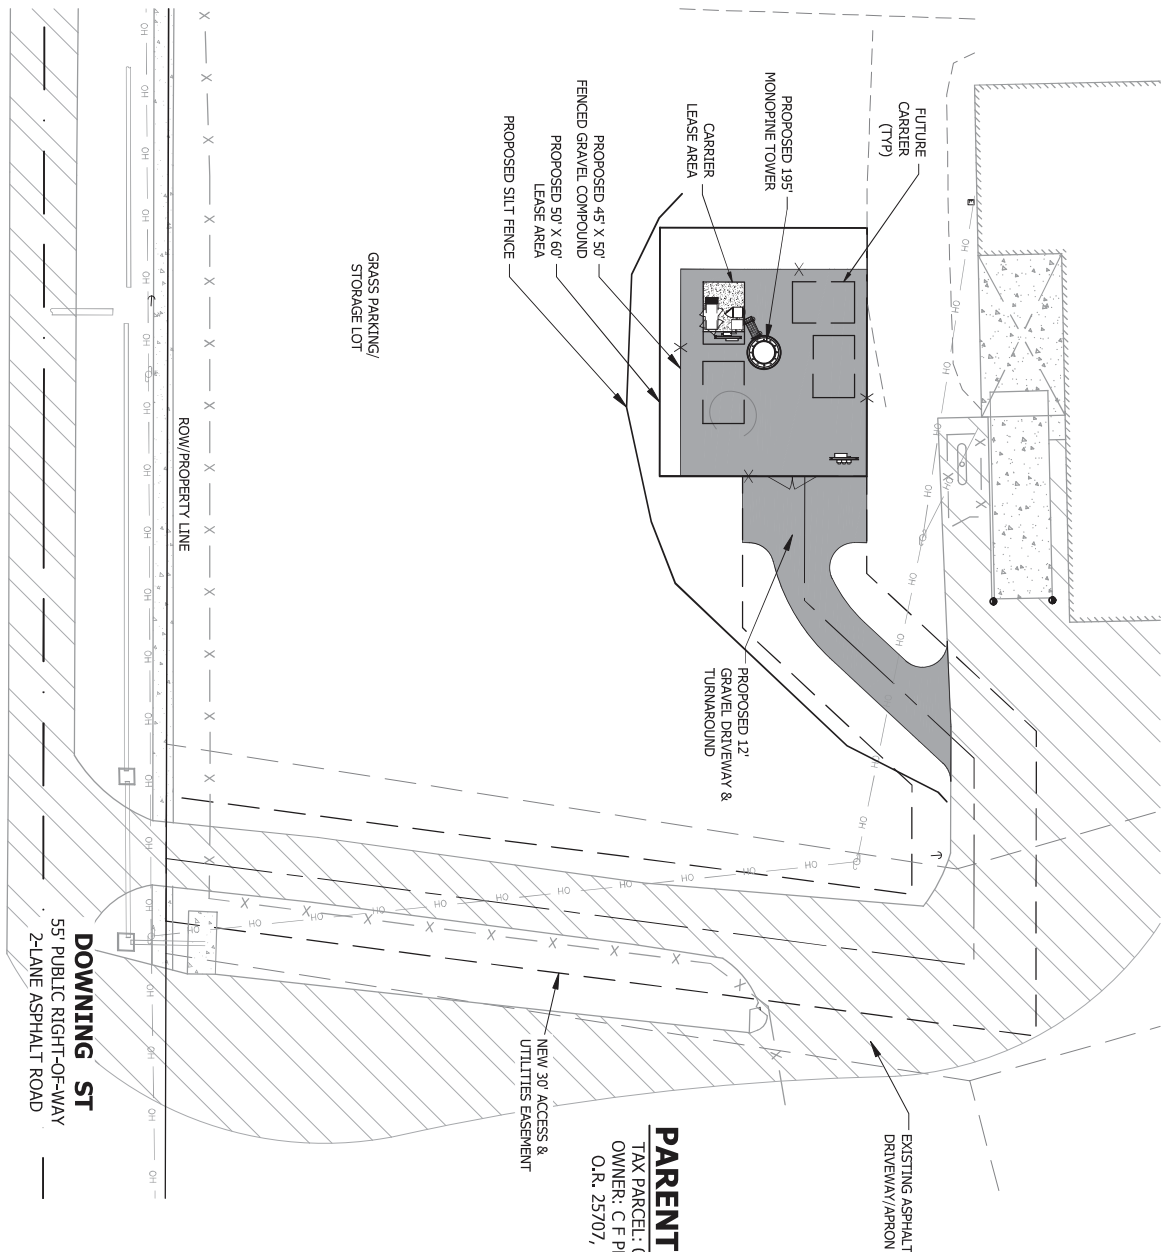 FUTURE
CARRIER
(TYP)
PROPOSED 195'
MONOPINE TOWER
CARRIER
LEASE AREA
PROPOSED 45' X 50'
FENCED GRAVEL COMPOUND
PROPOSED 50' X 60'
LEASE AREA
PROPOSED SILT FENCE
GRASS PARKING/
STORAGE LOT
ROW/PROPERTY LINE
PROPOSED 12'
GRAVEL DRIVEWAY &
TURNAROUND
EXISTING ASPHALT
DRIVEWAY/APRON
NEW 30' ACCESS &
UTILITIES EASEMENT
PARENT
TAX PARCEL:
OWNER: C F
O.R. 25707,
DOWNING ST
55' PUBLIC RIGHT-OF-WAY
2-LANE ASPHALT ROAD